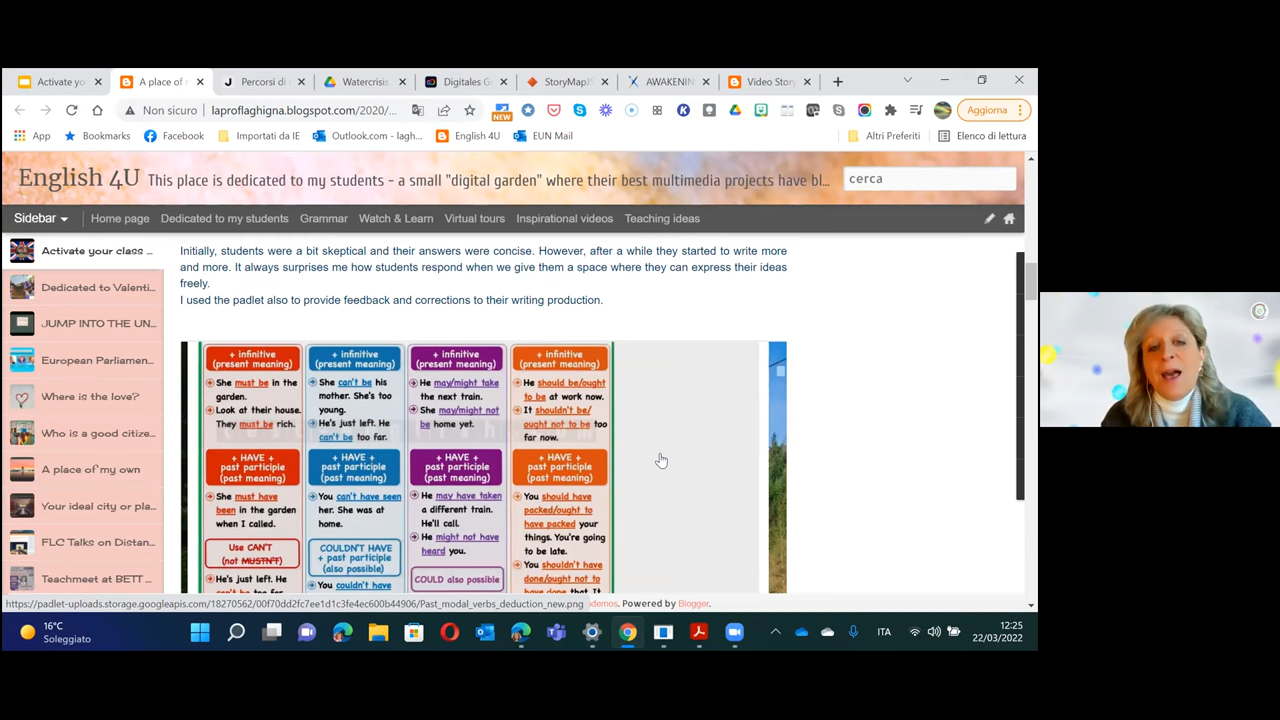 Activate yo
A place of r
Percorsi di
Watercrisis
Digitales G
StoryMapJS
AWAKENIN
Video Story
Non sicuro
laproflaghigna.blogspot.com/2020/...
NEW
Aggiorna
App
Bookmarks
Facebook
Importati da IE
Outlook.com - lagh...
English 4U
EUN Mail
Altri Preferiti
Elenco di lettura
English 4U
This place is dedicated to my students - a small "digital garden" where their best multimedia projects have bl...
cerca
Sidebar
Home page
Dedicated to my students
Grammar
Watch & Learn
Virtual tours
Inspirational videos
Teaching ideas
Activate your class ...
Dedicated to Valenti...
JUMP INTO THE UN...
European Parliamen...
Where is the love?
Who is a good citize...
A place of my own
Your ideal city or pla...
FLC Talks on Distan...
Teachmeet at BETT ...
Initially, students were a bit skeptical and their answers were concise. However, after a while they started to write more
and more. It always surprises me how students respond when we give them a space where they can express their ideas
freely.
I used the padlet also to provide feedback and corrections to their writing production.
+ infinitive
(present meaning)
She must be in the
garden.
Look at their house.
They must be rich.
+ HAVE +
past participle
(past meaning)
She must have
been in the garden
when I called.
Use CAN'T
(not MUSTN'T)
He's just left. He
can't be too far.
+ infinitive
(present meaning)
She can't be his
mother. She's too
young.
He's just left. He
can't be too far.
+ HAVE +
past participle
(past meaning)
You can't have seen
her. She was at
home.
COULDN'T HAVE
+ past participle
(also possible)
You couldn't have
+ infinitive
(present meaning)
He may/might take
the next train.
She may/might not
be home yet.
+ HAVE +
past participle
(past meaning)
He may have taken
a different train.
He'll call.
He might not have
heard you.
COULD also possible
+ infinitive
(present meaning)
He should be/ought
to be at work now.
It shouldn't be/
ought not to be too
far now.
+ HAVE +
past participle
(past meaning)
You should have
packed/ought to
have packed your
things. You're going
to be late.
You shouldn't have
done/ought not to
have done that. It
https://padlet-uploads.storage.googleapis.com/18270562/00f70dd2fc7ee1d1c3fe4ec600b44906/Past_modal_verbs_deduction_new.png
. Powered by Blogger.
16°C
Soleggiato
ITA
12:25
22/03/2022